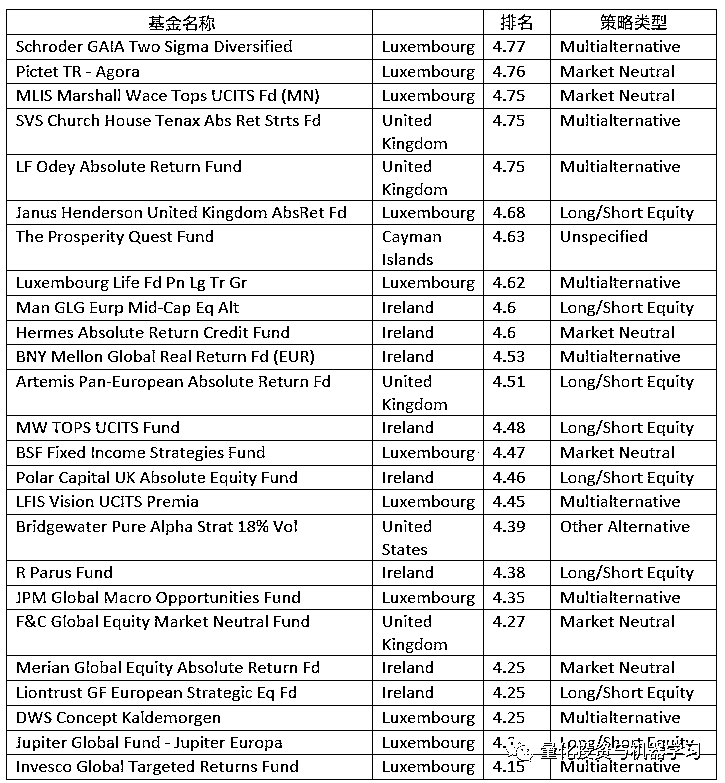 基金名称 排名 策略类型
Schroder GAIA Two Sigma Diversified Luxembourg 4.77 Multialternative
Pictet TR - Agora Luxembourg 4.76 Market Neutral
MLIS Marshall Wace Tops UCITS Fd (MN) Luxembourg 4.75 Market Neutral
SVS Church House Tenax Abs Ret Strts Fd United 4.75 Multialternative
Kingdom
LF Odey Absolute Return Fund United 4.75 Multialternative
Kingdom
Janus Henderson United Kingdom AbsRet Fd Luxembourg 4.68 Long/Short Equity
The Prosperity Quest Fund Cayman 4.63 Unspecified
Islands
Luxembourg Life Fd Pn Lg Tr Gr Luxembourg 4.62 Multialternative
Man GLG Eurp Mid-Cap Eq Alt Ireland 4.6 Long/Short Equity
Hermes Absolute Return Credit Fund Ireland 4.6 Market Neutral
BNY Mellon Global Real Return Fd (EUR) Ireland 4.53 Multialternative
Artemis Pan-European Absolute Return Fd United 4.51 Long/Short Equity
Kingdom
MW TOPS UCITS Fund Ireland 4.48 Long/Short Equity
BSF Fixed Income Strategies Fund Luxembourg 4.47 Market Neutral
Polar Capital UK Absolute Equity Fund Ireland 4.46 Long/Short Equity
LFIS Vision UCITS Premia Luxembourg 4.45 Multialternative
Bridgewater Pure Alpha Strat 18% Vol United 4.39 Other Alternative
States
R Parus Fund Ireland 4.38 Long/Short Equity
JPM Global Macro Opportunities Fund Luxembourg 4.35 Multialternative
F&C Global Equity Market Neutral Fund United 4.27 Market Neutral
Kingdom
Merian Global Equity Absolute Return Fd Ireland 4.25 Market Neutral
Liontrust GF European Strategic Eq Fd Ireland 4.25 Long/Short Equity
DWS Concept Kaldemorgen Luxembourg 4.25 Multialternative
Jupiter Global Fund - Jupiter Europa Luxembourg Long/Short Equity
量化投资与机器学习
Invesco Global Targeted Returns Fund Luxembourg 4.15 Multialternative